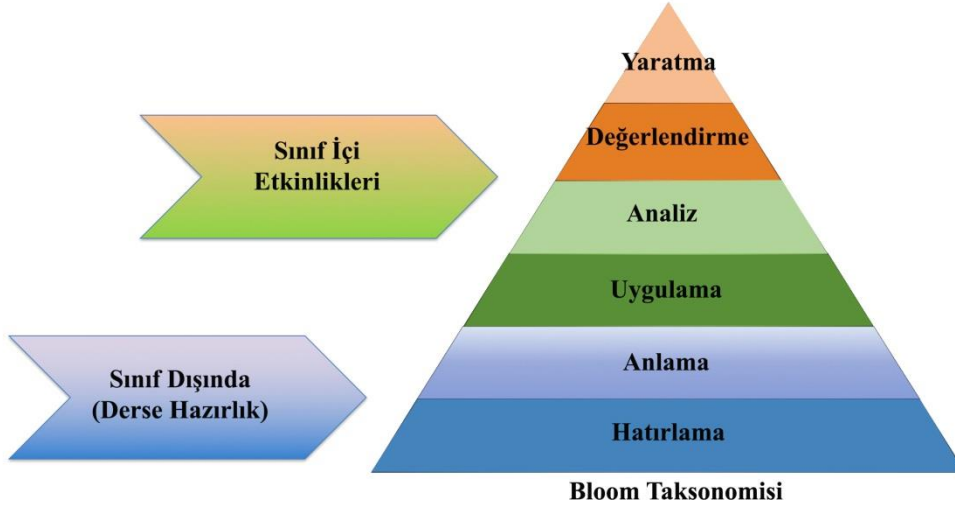 Yaratma
Değerlendirme
Sınıf İçi
Etkinlikleri
Analiz
Uygulama
Sınıf Dışında
(Derse Hazırlık)
Anlama
Hatırlama
Bloom Taksonomisi